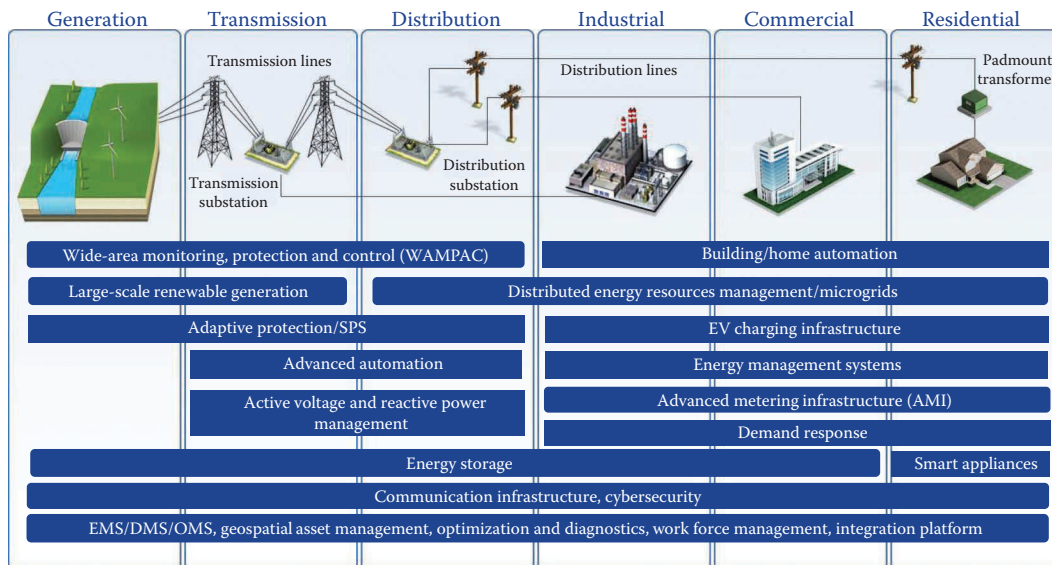 Generation
Transmission
Distribution
Industrial
Commercial
Residential
Transmission lines
Distribution lines
Padmount
transformer
Transmission
substation
Distribution
substation
Wide-area monitoring, protection and control (WAMPAC)
Building/home automation
Large-scale renewable generation
Distributed energy resources management/microgrids
Adaptive protection/SPS
EV charging infrastructure
Advanced automation
Energy management systems
Active voltage and reactive power
management
Advanced metering infrastructure (AMI)
Demand response
Energy storage
Smart appliances
Communication infrastructure, cybersecurity
EMS/DMS/OMS, geospatial asset management, optimization and diagnostics, work force management, integration platform